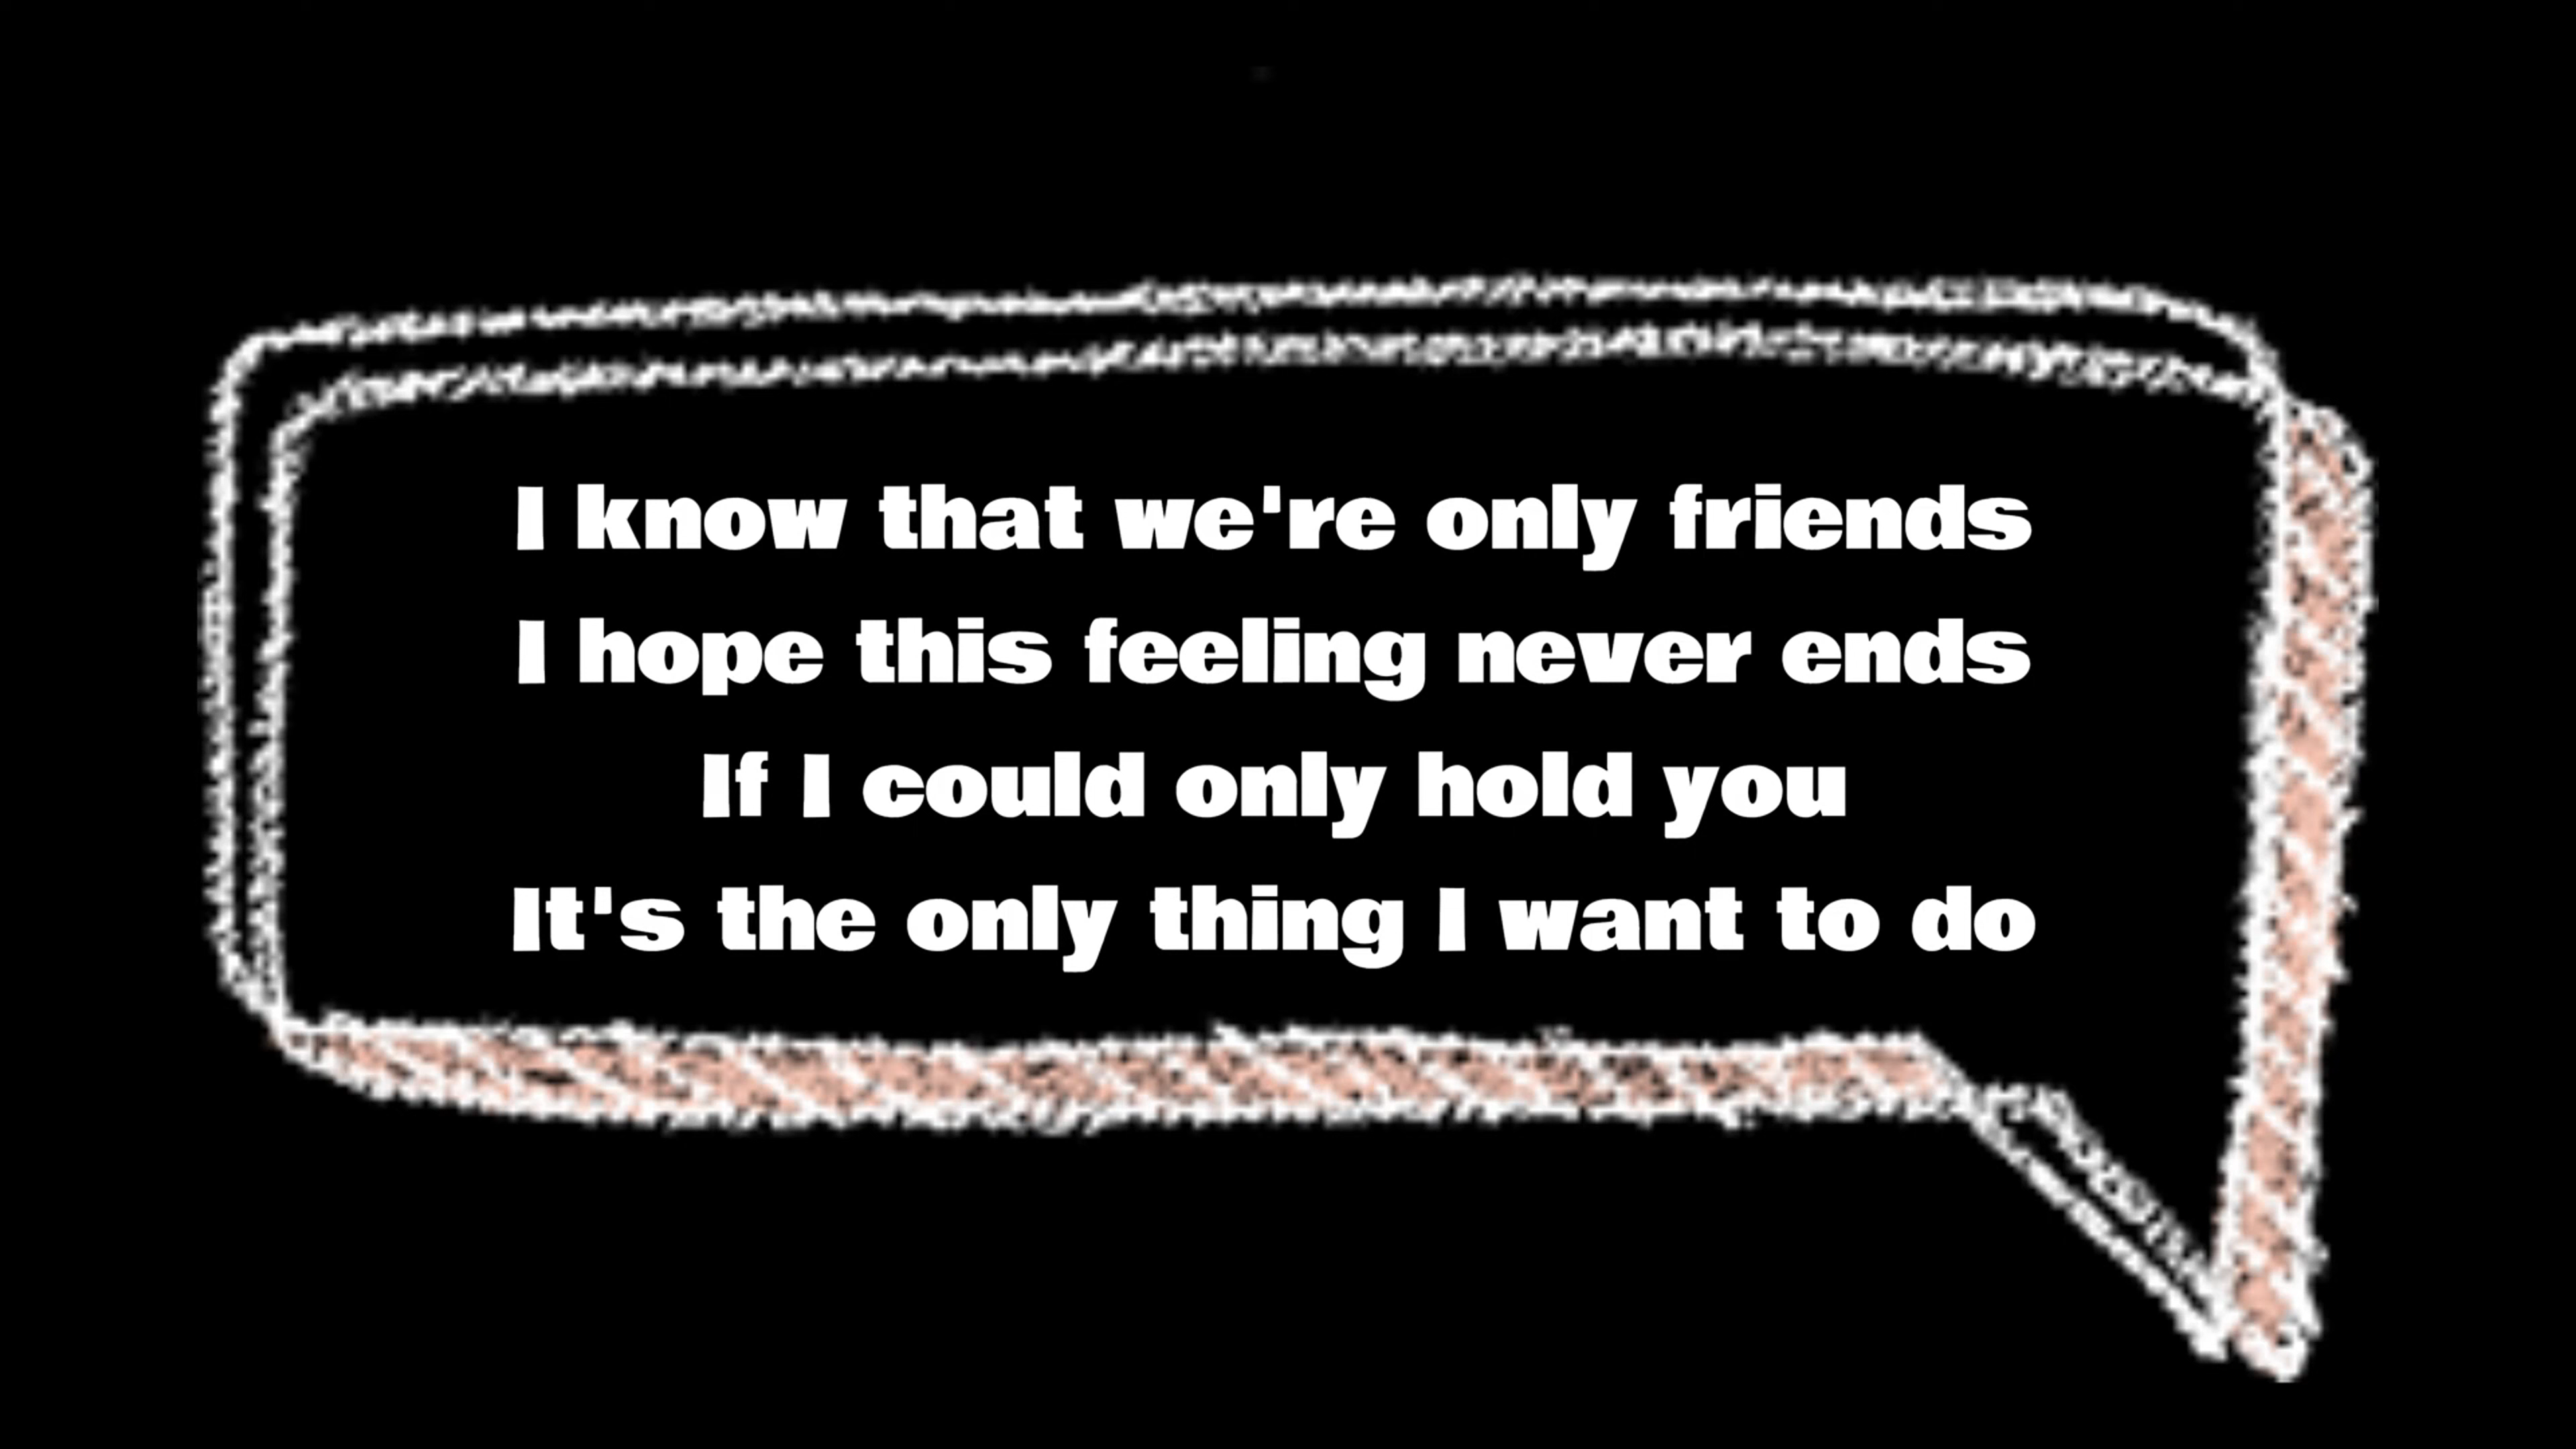 I know that we're only friends
I hope this feeling never ends
If I could only hold you
It's the only thing I want to do